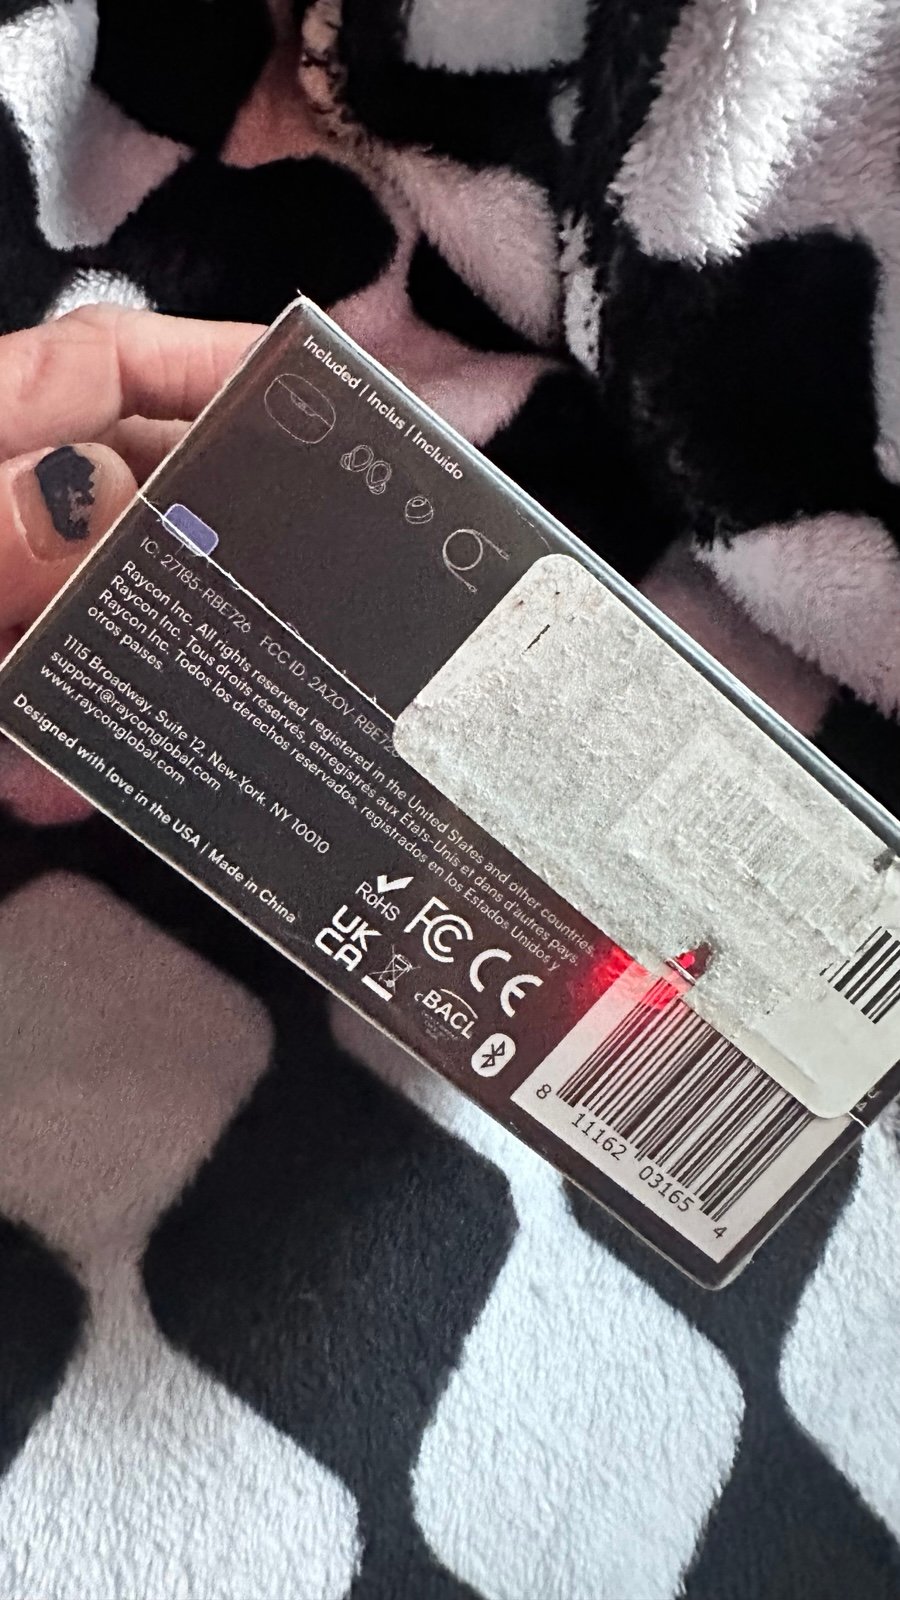 Included | Inclus | Incluido
IC: 27185-RBE726 FCC ID: 2AZOV-RBE726
Raycon Inc. All rights reserved, registered in the United States and other countries.
Raycon Inc. Tous droits réservés, enregistrés aux États-Unis et dans d'autres pays.
Raycon Inc. Todos los derechos reservados, registrados en los Estados Unidos y
otros países.
1115 Broadway, Suite 12, New York, NY 10010
support@rayconglobal.com
www.rayconglobal.com
Designed with love in the USA | Made in China
RoHS
FCC
CE
UK
CA
BACL
8 11162 03165 4